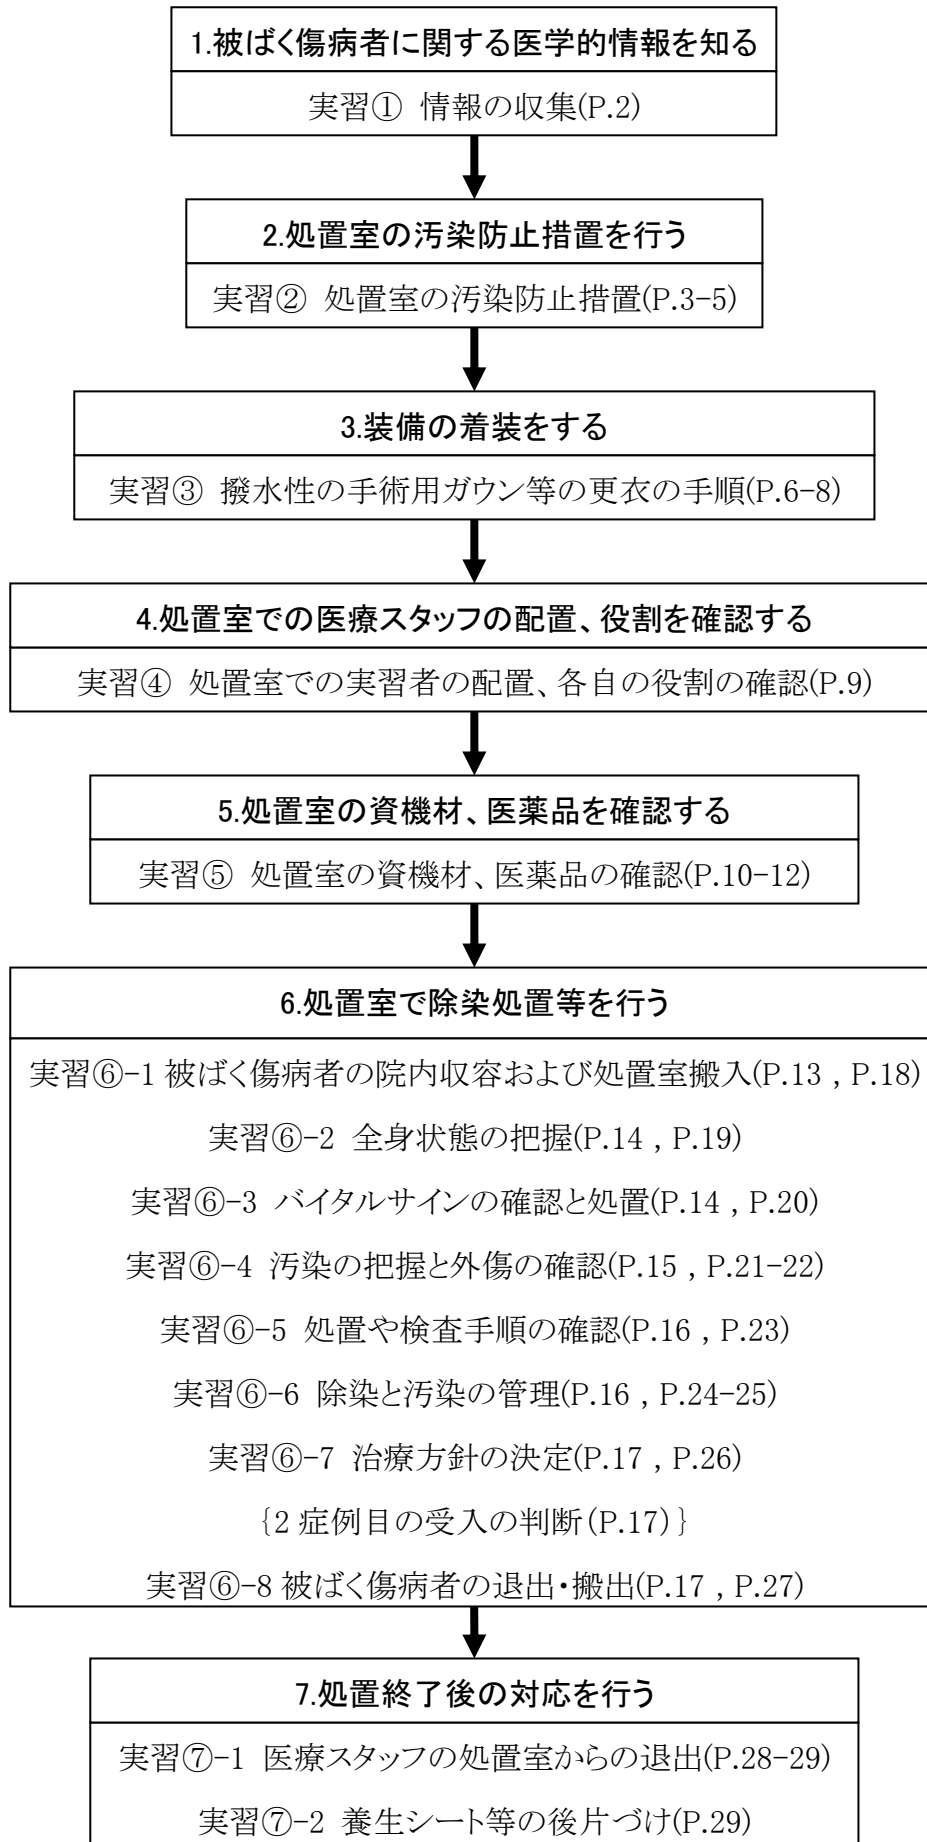 1.被ばく傷病者に関する医学的情報を知る
実習① 情報の収集(P.2)
2.処置室の汚染防止措置を行う
実習② 処置室の汚染防止措置(P.3-5)
3.装備の着装をする
実習③ 撥水性の手術用ガウン等の更衣の手順(P.6-8)
4.処置室での医療スタッフの配置、役割を確認する
実習④ 処置室での実習者の配置、各自の役割の確認(P.9)
5.処置室の資機材、医薬品を確認する
実習⑤ 処置室の資機材、医薬品の確認(P.10-12)
6.処置室で除染処置等を行う
実習⑥-1 被ばく傷病者の院内収容および処置室搬入(P.13 , P.18)
実習⑥-2 全身状態の把握(P.14 , P.19)
実習⑥-3 バイタルサインの確認と処置(P.14 , P.20)
実習⑥-4 汚染の把握と外傷の確認(P.15 , P.21-22)
実習⑥-5 処置や検査手順の確認(P.16 , P.23)
実習⑥-6 除染と汚染の管理(P.16 , P.24-25)
実習⑥-7 治療方針の決定(P.17 , P.26)
{2 症例目の受入の判断(P.17)}
実習⑥-8 被ばく傷病者の退出・搬出(P.17 , P.27)
7.処置終了後の対応を行う
実習⑦-1 医療スタッフの処置室からの退出(P.28-29)
実習⑦-2 養生シート等の後片づけ(P.29)